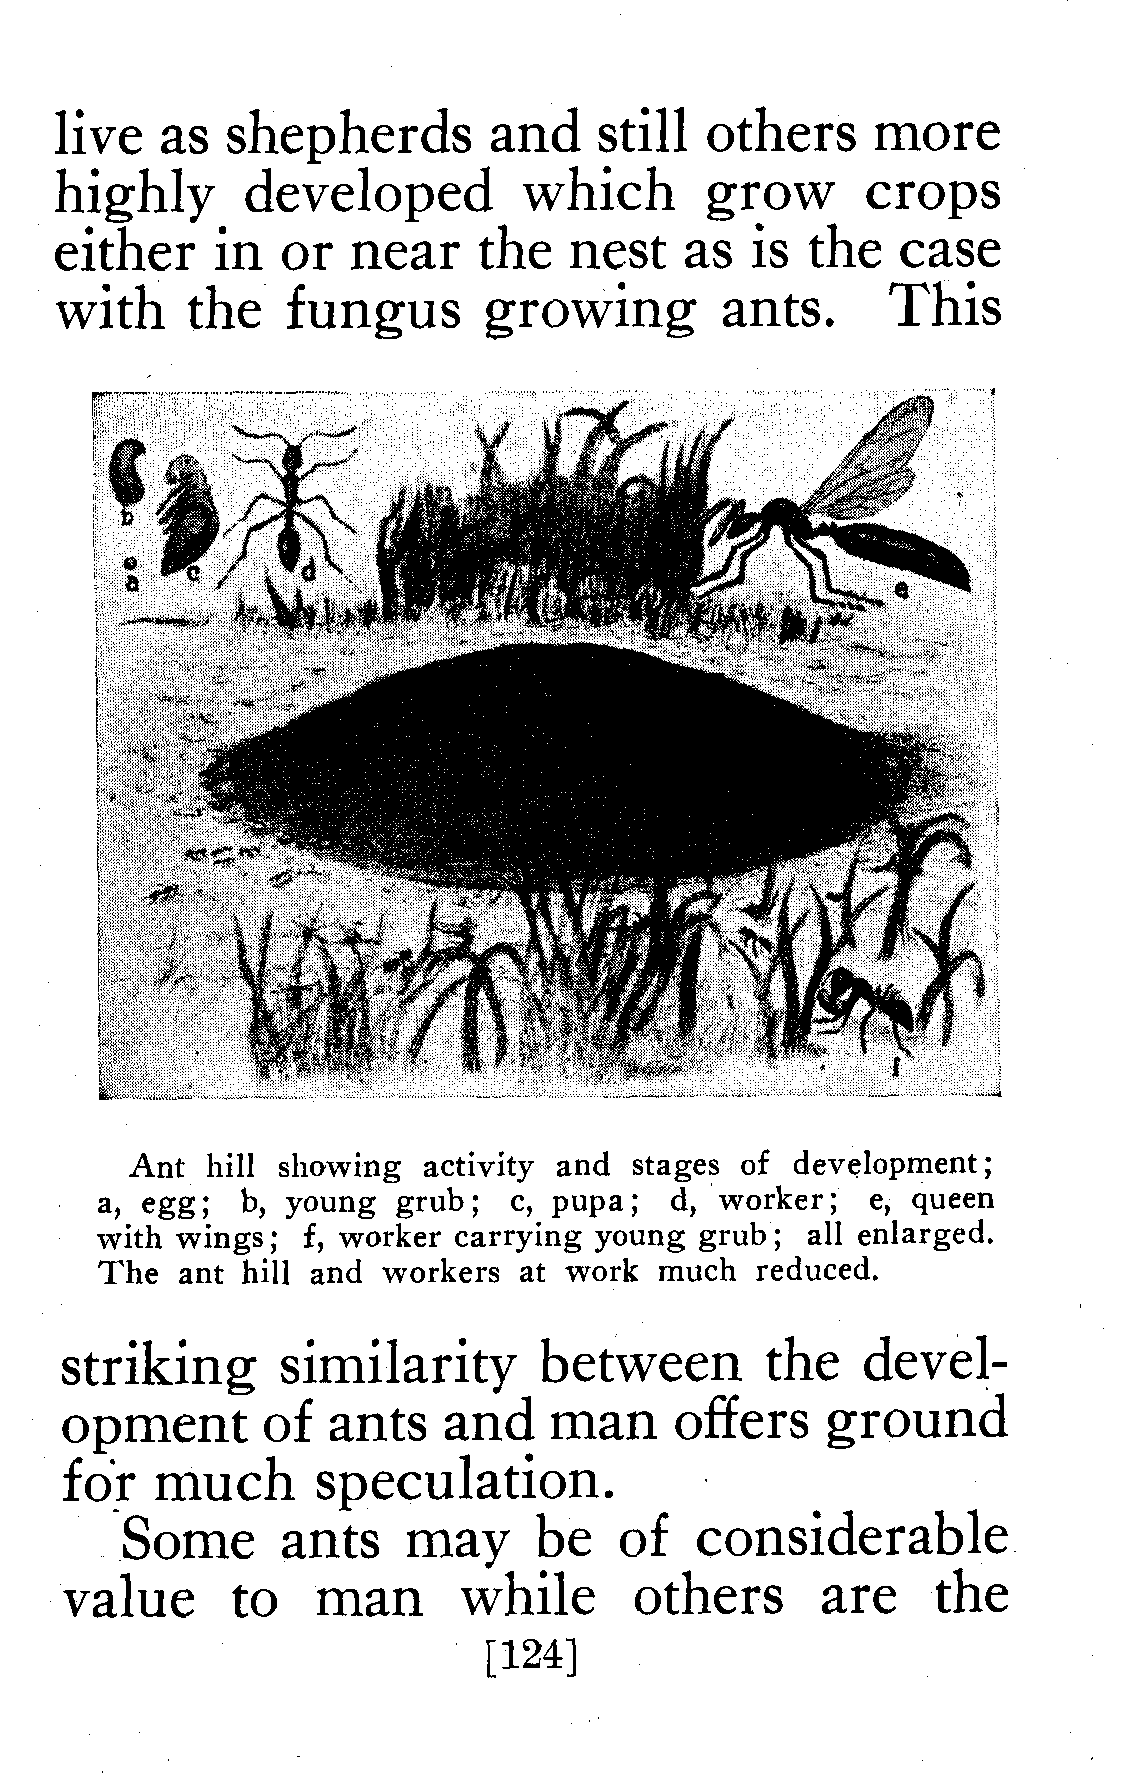 live as shepherds and still others more
highly developed which grow crops
either in or near the nest as is the case
with the fungus growing ants. This
b
a
c
d
e
f
Ant hill showing activity and stages of development;
a, egg; b, young grub; c, pupa; d, worker; e, queen
with wings; f, worker carrying young grub; all enlarged.
The ant hill and workers at work much reduced.
striking similarity between the devel-
opment of ants and man offers ground
for much speculation.
Some ants may be of considerable
value to man while others are the
[124]